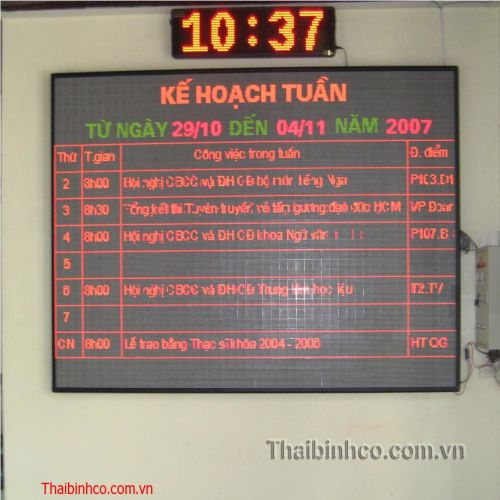 10:37
KẾ HOẠCH TUẦN
TỪ NGÀY 29/10 ĐẾN 04/11 NĂM 2007
Thứ T.gian Công việc trong tuần Đ. điểm
2 8h00 Hội nghị CBCC và ĐH CĐ bộ môn tiếng Nga P103.D1
3 8h30 Tổng kết thi Tuyên truyền về tấm gương đạo đức HCM VP Đoàn
4 8h00 Hội nghị CBCC và ĐH CĐ khoa Ngữ văn P107.B
5
6 8h00 Hội nghị CBCC và ĐH CĐ Trung tâm học liệu T2.TV
7
CN 8h00 Lễ trao bằng Thạc sĩ khóa 2004 - 2006 HT QG
Thaibinhco.com.vn
Thaibinhco.com.vn